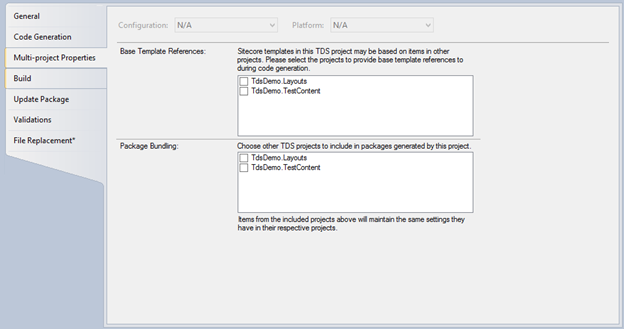 General
Code Generation
Multi-project Properties
Build
Update Package
Validations
File Replacement*
Configuration: N/A Platform: N/A
Base Template References: Sitecore templates in this TDS project may be based on items in other
projects. Please select the projects to provide base template references to
during code generation.
TdsDemo.Layouts
TdsDemo.TestContent
Package Bundling: Choose other TDS projects to include in packages generated by this project.
TdsDemo.Layouts
TdsDemo.TestContent
Items from the included projects above will maintain the same settings they
have in their respective projects.